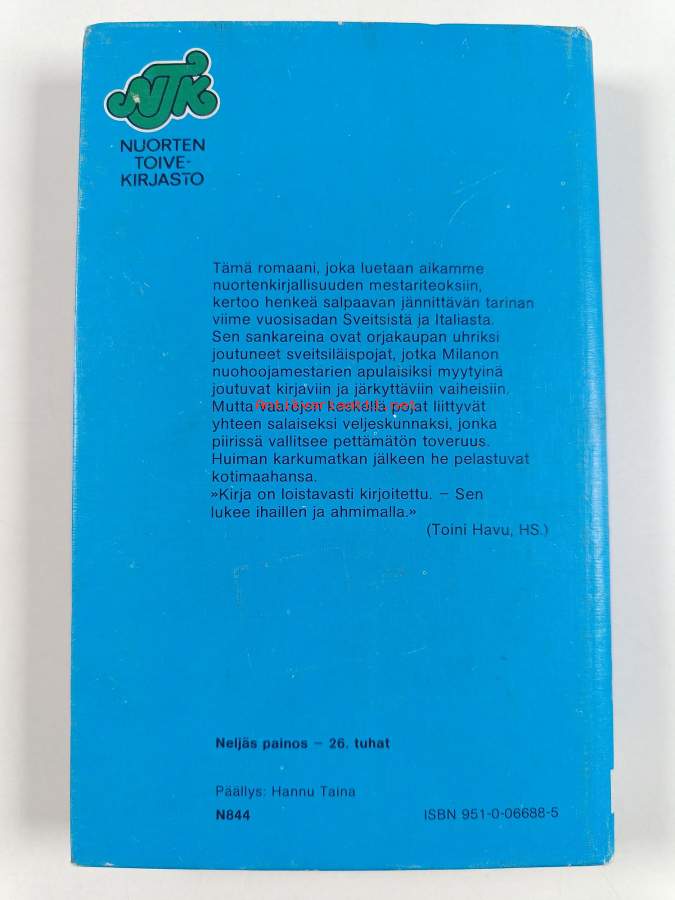 NTK
NUORTEN
TOIVE-
KIRJASTO
Tämä romaani, joka luetaan aikamme
nuortenkirjallisuuden mestariteoksiin,
kertoo henkeä salpaavan jännittävän tarinan
viime vuosisadan Sveitsistä ja Italiasta.
Sen sankareina ovat orjakaupan uhriksi
joutuneet sveitsiläispojat, jotka Milanon
nuohoojamestarien apulaisiksi myytyinä
joutuvat kirjaviin ja järkyttäviin vaiheisiin.
Mutta vaarojen keskellä pojat liittyvät
yhteen salaiseksi veljeskunnaksi, jonka
piirissä vallitsee pettämätön toveruus.
Huiman karkumatkan jälkeen he pelastuvat
kotimaahansa.
»Kirja on loistavasti kirjoitettu. – Sen
lukee ihaillen ja ahmimalla.»
(Toini Havu, HS.)
Neljäs painos – 26. tuhat
Päällys: Hannu Taina
N844 ISBN 951-0-06688-5